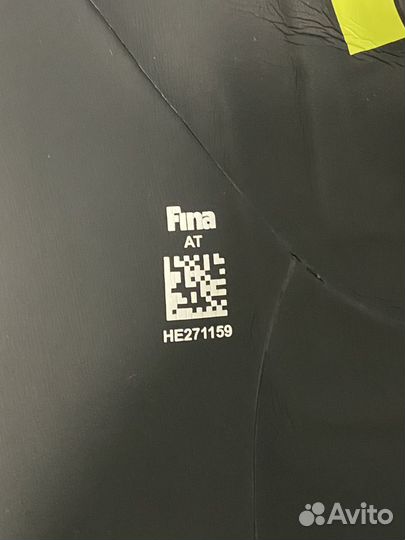 Fina
AT
HE271159
Avito